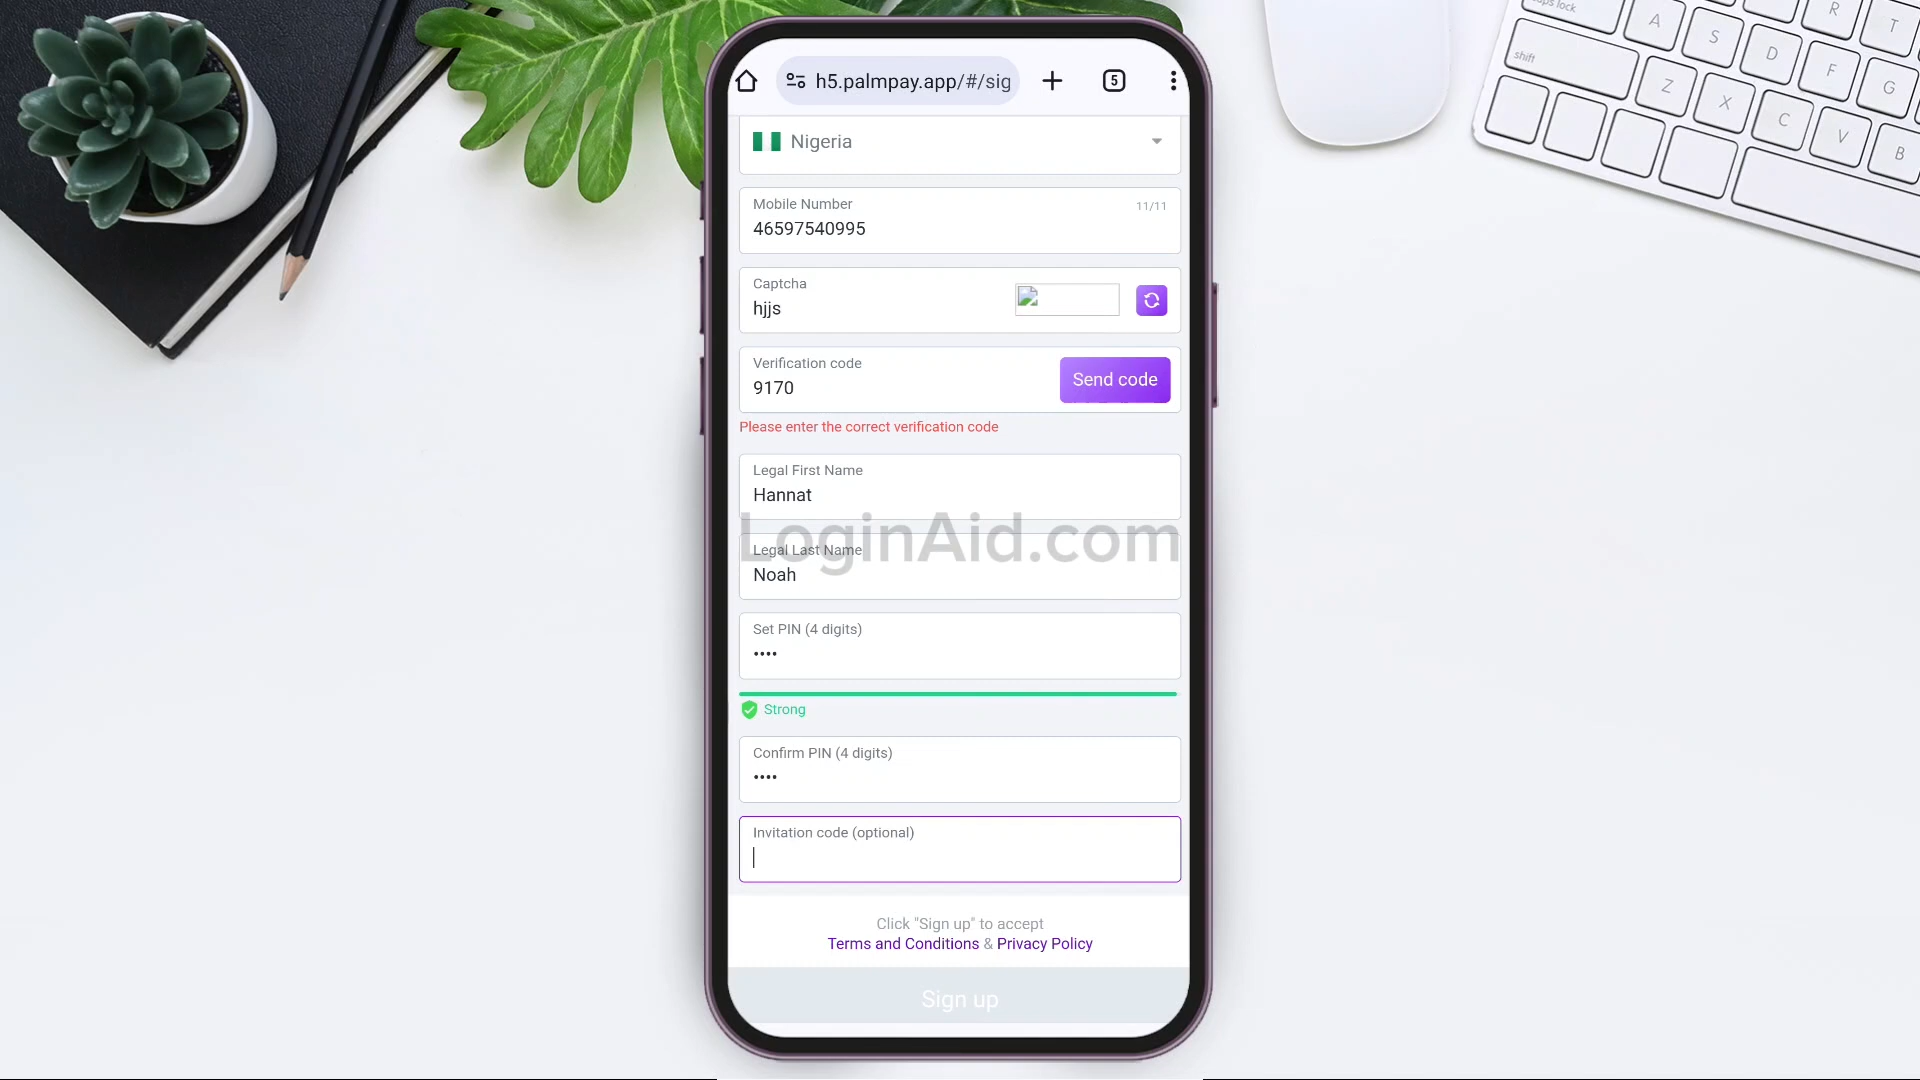 h5.palmpay.app/#/sig
5
Nigeria
Mobile Number
11/11
46597540995
Captcha
hjjs
Verification code
9170
Send code
Please enter the correct verification code
Legal First Name
Hannat
LoginAid.com
Legal Last Name
Noah
Set PIN (4 digits)
••••
Strong
Confirm PIN (4 digits)
••••
Invitation code (optional)
Click "Sign up" to accept
Terms and Conditions & Privacy Policy
Sign up
caps lock
A
S
D
F
G
R
T
shift
Z
X
C
V
B